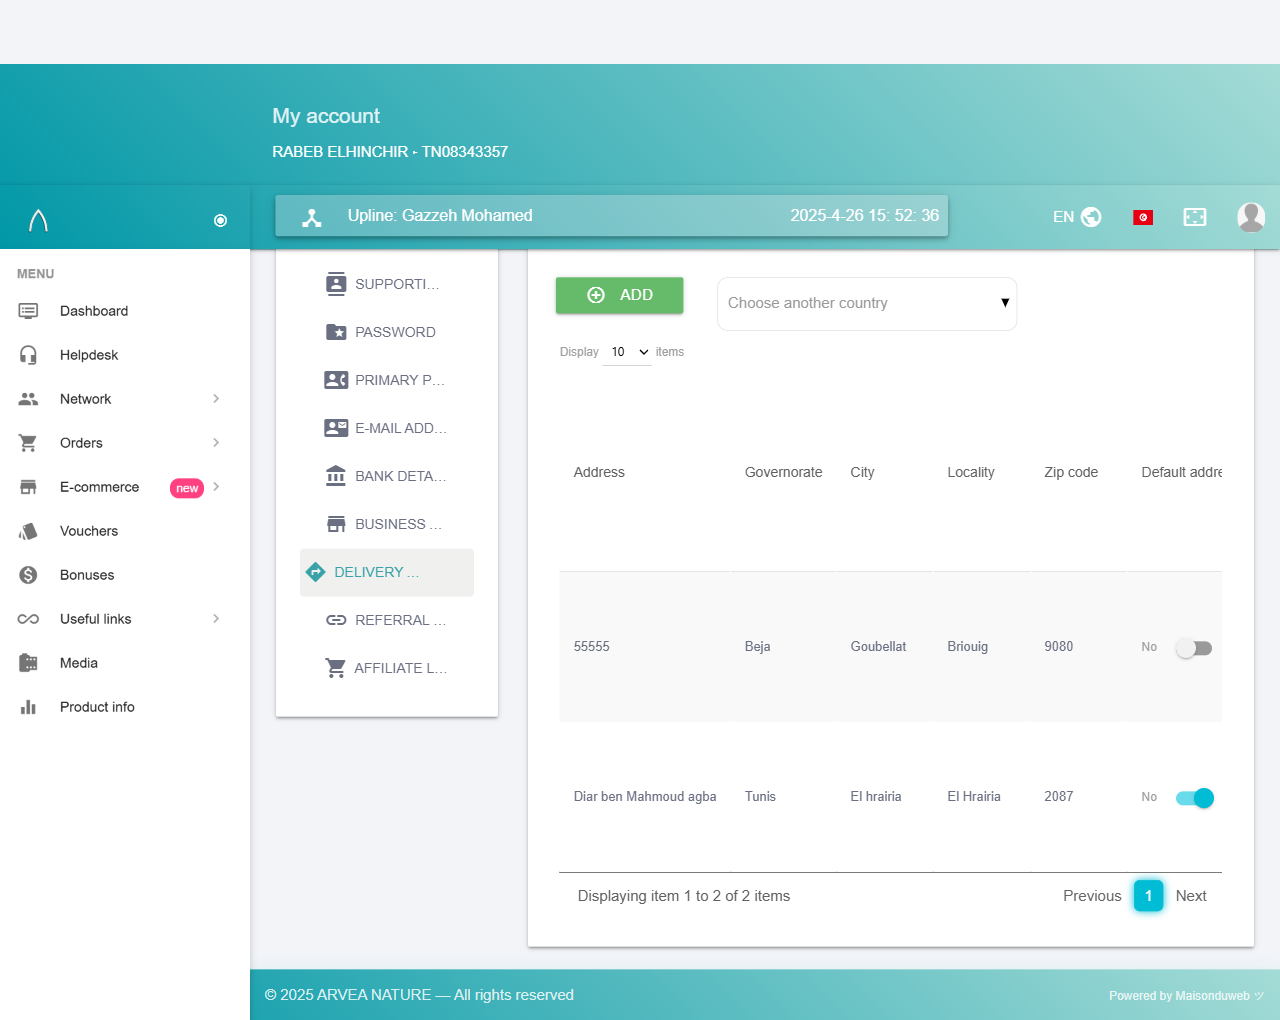 My account
RABEB ELHINCHIR - TN08343357
Upline: Gazzeh Mohamed
2025-4-26 15: 52: 36
EN
MENU
Dashboard
Helpdesk
Network
Orders
E-commerce
new
Vouchers
Bonuses
Useful links
Media
Product info
SUPPORTI...
PASSWORD
PRIMARY P...
E-MAIL ADD...
BANK DETA...
BUSINESS ...
DELIVERY ...
REFERRAL ...
AFFILIATE L...
ADD
Choose another country
Display 10 items
Address Governorate City Locality Zip code Default addre
55555 Beja Goubellat Briouig 9080 No
Diar ben Mahmoud agba Tunis El hrairia El Hrairia 2087 No
Displaying item 1 to 2 of 2 items
Previous 1 Next
© 2025 ARVEA NATURE — All rights reserved
Powered by Maisonduweb ツ